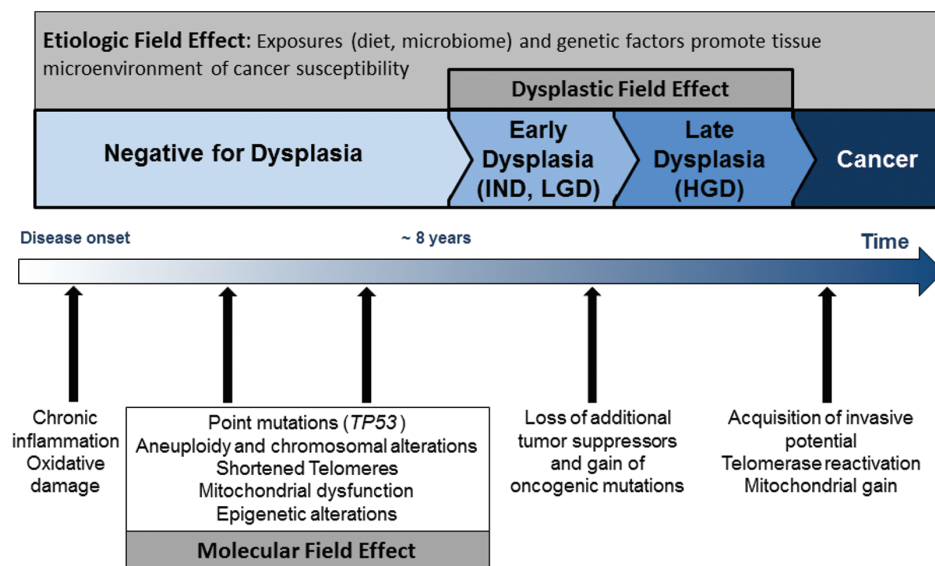 Etiologic Field Effect: Exposures (diet, microbiome) and genetic factors promote tissue
microenvironment of cancer susceptibility
Dysplastic Field Effect
Negative for Dysplasia
Early
Dysplasia
(IND, LGD)
Late
Dysplasia
(HGD)
Cancer
Disease onset
~ 8 years
Time
Chronic
inflammation
Oxidative
damage
Point mutations (TP53)
Aneuploidy and chromosomal alterations
Shortened Telomeres
Mitochondrial dysfunction
Epigenetic alterations
Molecular Field Effect
Loss of additional
tumor suppressors
and gain of
oncogenic mutations
Acquisition of invasive
potential
Telomerase reactivation
Mitochondrial gain